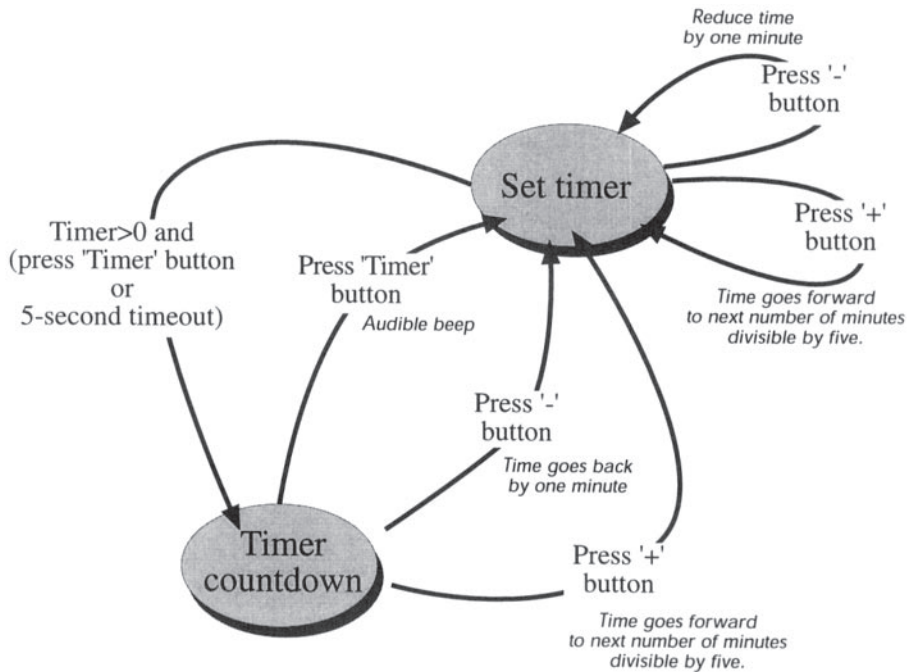 Reduce time
by one minute
Press '-'
button
Set timer
Press '+'
button
Time goes forward
to next number of minutes
divisible by five.
Timer>0 and
(press 'Timer' button
or
5-second timeout)
Press 'Timer'
button
Audible beep
Press '-'
button
Time goes back
by one minute
Timer
countdown
Press '+'
button
Time goes forward
to next number of minutes
divisible by five.